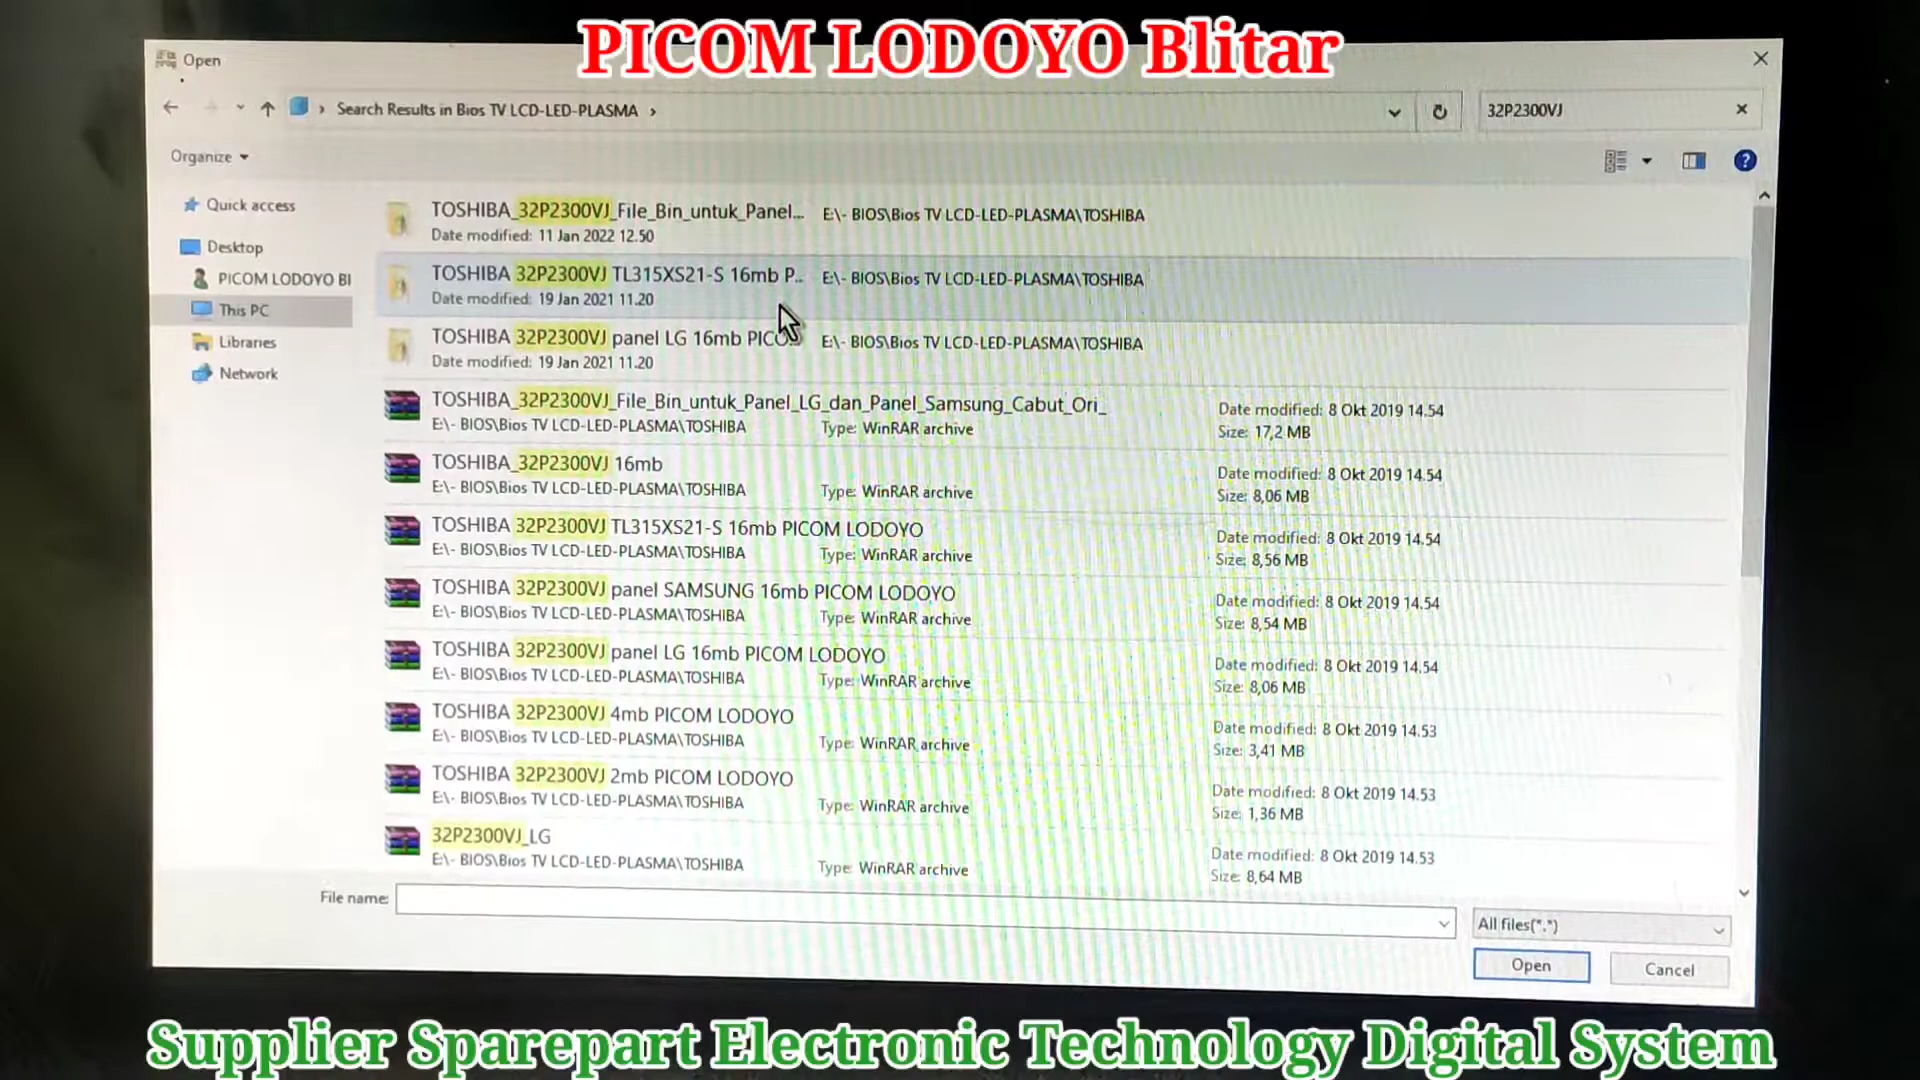 PICOM LODOYO Blitar
Open
Search Results in Bios TV LCD-LED-PLASMA
32P2300VJ
Organize
Quick access
Desktop
PICOM LODOYO BI
This PC
Libraries
Network
TOSHIBA_32P2300VJ_File_Bin_untuk_Panel... E:\- BIOS\Bios TV LCD-LED-PLASMA\TOSHIBA
Date modified: 11 Jan 2022 12.50
TOSHIBA 32P2300VJ TL315XS21-S 16mb P... E:\- BIOS\Bios TV LCD-LED-PLASMA\TOSHIBA
Date modified: 19 Jan 2021 11.20
TOSHIBA 32P2300VJ panel LG 16mb PICO... E:\- BIOS\Bios TV LCD-LED-PLASMA\TOSHIBA
Date modified: 19 Jan 2021 11.20
TOSHIBA_32P2300VJ_File_Bin_untuk_Panel_LG_dan_Panel_Samsung_Cabut_Ori_ Date modified: 8 Okt 2019 14.54
E:\- BIOS\Bios TV LCD-LED-PLASMA\TOSHIBA Type: WinRAR archive Size: 17,2 MB
TOSHIBA_32P2300VJ 16mb Date modified: 8 Okt 2019 14.54
E:\- BIOS\Bios TV LCD-LED-PLASMA\TOSHIBA Type: WinRAR archive Size: 8,06 MB
TOSHIBA 32P2300VJ TL315XS21-S 16mb PICOM LODOYO Date modified: 8 Okt 2019 14.54
E:\- BIOS\Bios TV LCD-LED-PLASMA\TOSHIBA Type: WinRAR archive Size: 8,56 MB
TOSHIBA 32P2300VJ panel SAMSUNG 16mb PICOM LODOYO Date modified: 8 Okt 2019 14.54
E:\- BIOS\Bios TV LCD-LED-PLASMA\TOSHIBA Type: WinRAR archive Size: 8,54 MB
TOSHIBA 32P2300VJ panel LG 16mb PICOM LODOYO Date modified: 8 Okt 2019 14.54
E:\- BIOS\Bios TV LCD-LED-PLASMA\TOSHIBA Type: WinRAR archive Size: 8,06 MB
TOSHIBA 32P2300VJ 4mb PICOM LODOYO Date modified: 8 Okt 2019 14.53
E:\- BIOS\Bios TV LCD-LED-PLASMA\TOSHIBA Type: WinRAR archive Size: 3,41 MB
TOSHIBA 32P2300VJ 2mb PICOM LODOYO Date modified: 8 Okt 2019 14.53
E:\- BIOS\Bios TV LCD-LED-PLASMA\TOSHIBA Type: WinRAR archive Size: 1,36 MB
32P2300VJ_LG Date modified: 8 Okt 2019 14.53
E:\- BIOS\Bios TV LCD-LED-PLASMA\TOSHIBA Type: WinRAR archive Size: 8,64 MB
File name:
All files(*.*)
Open
Cancel
Supplier Sparepart Electronic Technology Digital System